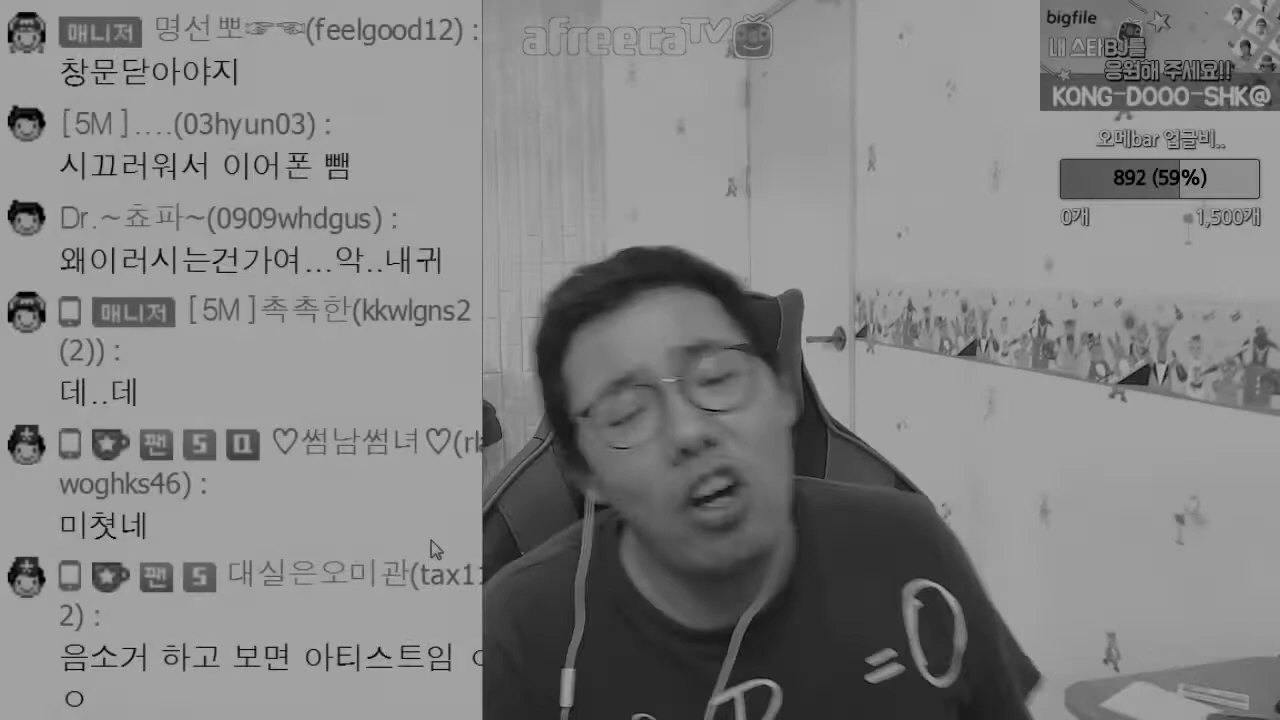 매니저 명선뽀☞☜(feelgood12) :
창문닫아야지
[5M]....(03hyun03) :
시끄러워서 이어폰 뺌
Dr.~쵸파~(0909whdgus) :
왜이러시는건가여...악..내귀
매니저 [5M]촉촉한(kkwlgns2
(2)) :
데..데
팬 5 ♡썸남썸녀♡(rk
woghks46) :
미쳣네
팬 5 대실은오미관(tax11
2) :
음소거 하고 보면 아티스트임 ㅇ
ㅇ
afreecaTV
bigfile
내 스타BJ를
응원해 주세요!!
KONG-DOOO-SHK@
오메bar 업글비..
892 (59%)
0개 1,500개
=0